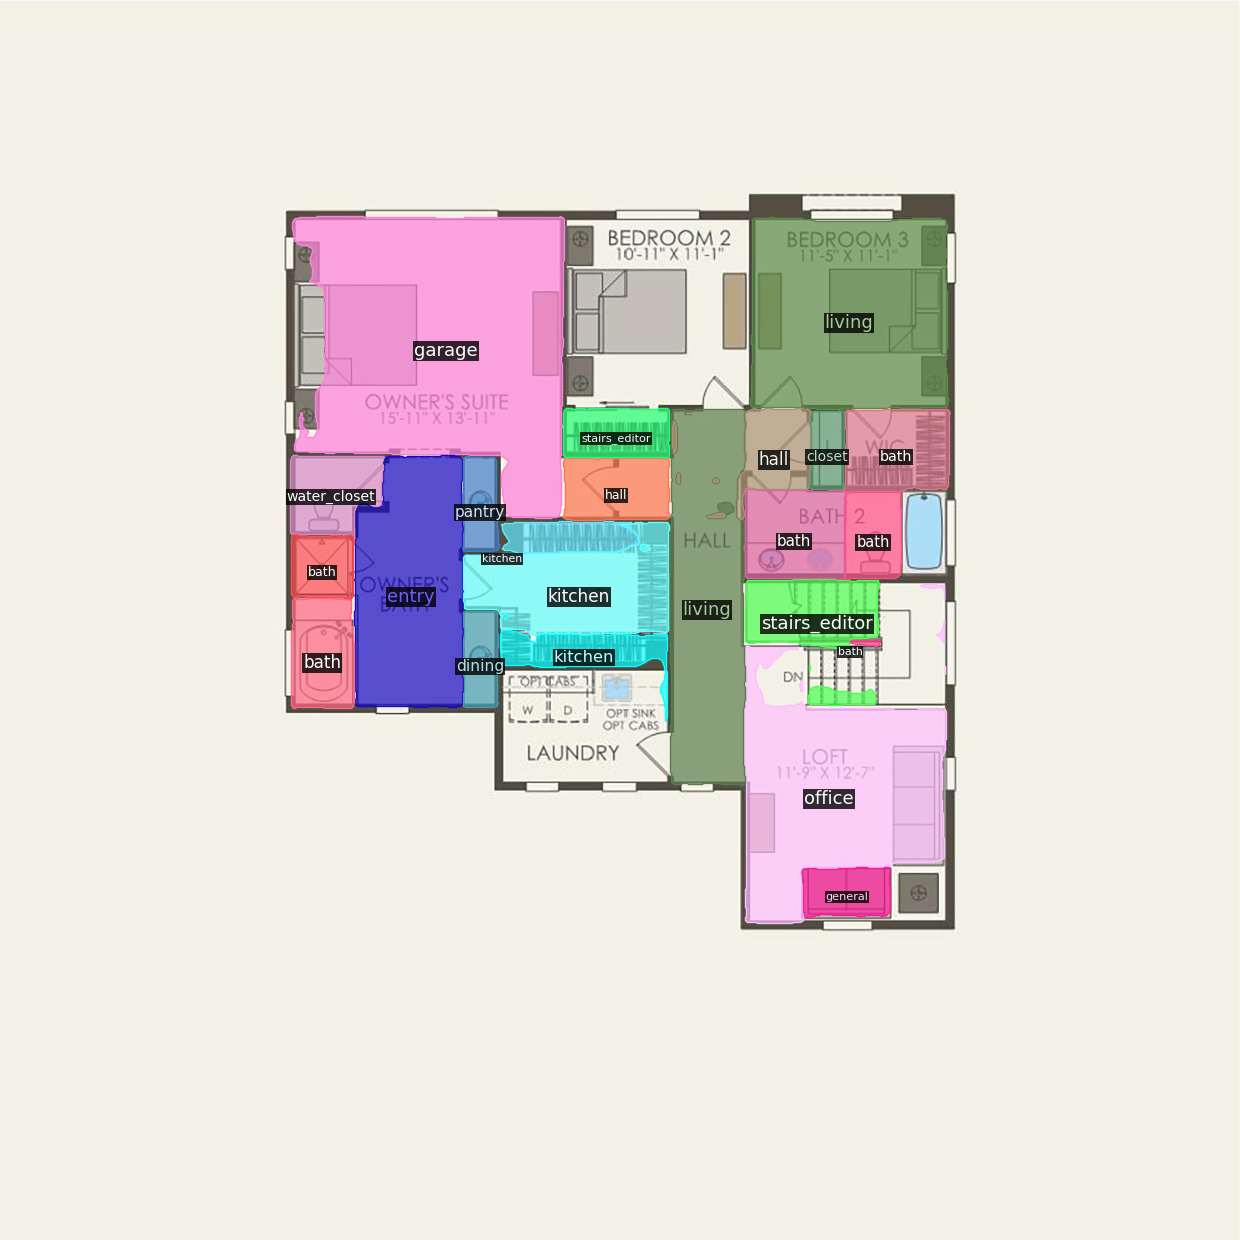 BEDROOM 2
10'-11" X 11'-1"
BEDROOM 3
11'-5" X 11'-1"
living
garage
OWNER'S SUITE
15'-11" X 13'-11"
stairs_editor
hall
closet
WIC
bath
water_closet
hall
pantry
BATH 2
bath
bath
HALL
kitchen
bath
OWNER'S
BATH
entry
kitchen
living
stairs_editor
bath
dining
kitchen
bath
DN
OPT CABS
W
D
OPT SINK
OPT CABS
LAUNDRY
LOFT
11'-9" X 12'-7"
office
general